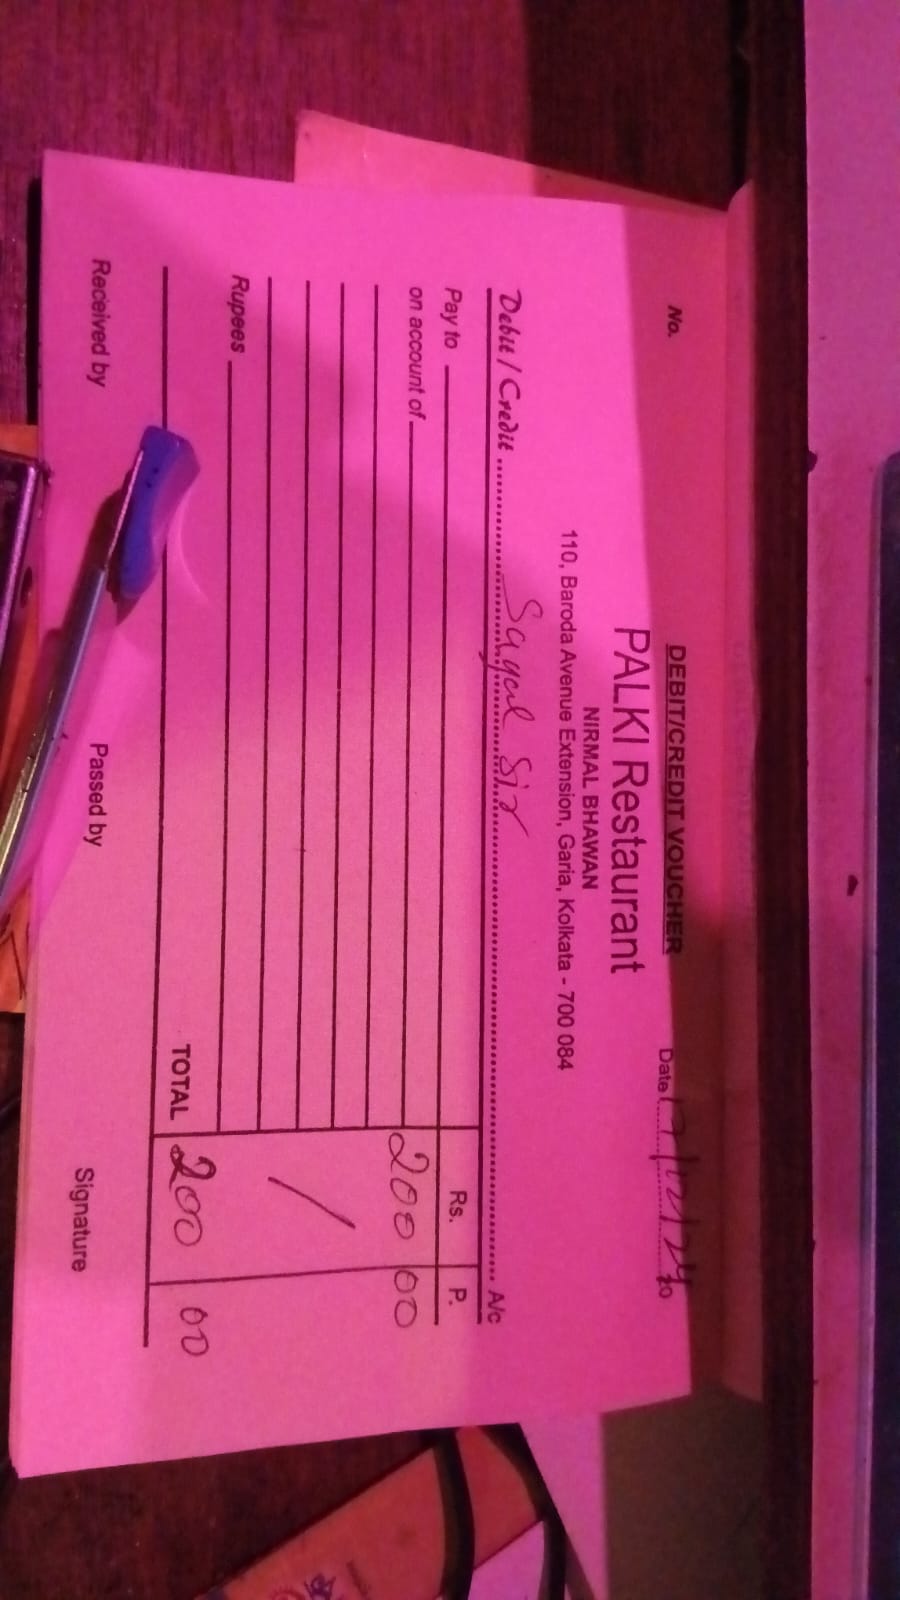 DEBIT/CREDIT VOUCHER
No. Date 17/12/24 20
PALKI Restaurant
NIRMAL BHAWAN
110, Baroda Avenue Extension, Garia, Kolkata - 700 084
Debit / Credit Sayal Sir A/c
Pay to Rs. P.
on account of 200 00
/
Rupees
TOTAL 200 00
Received by Passed by Signature